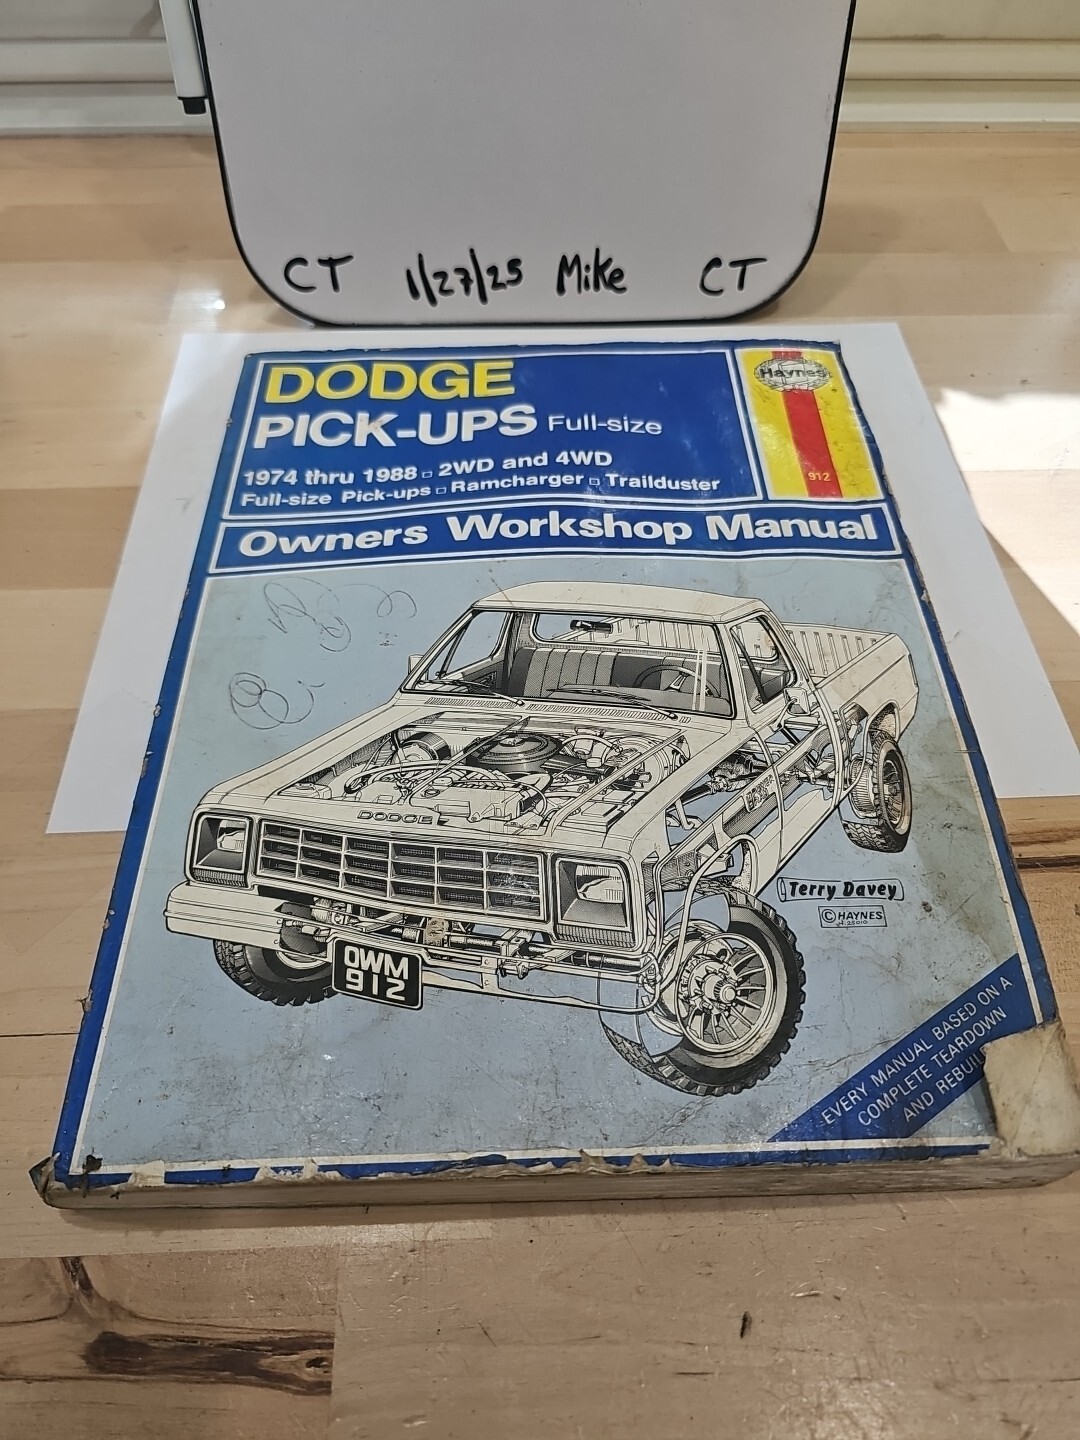 CT 1/27/25 Mike CT
DODGE
PICK-UPS Full-size
1974 thru 1988 □ 2WD and 4WD
Full-size Pick-ups □ Ramcharger □ Trailduster
Haynes
912
Owners Workshop Manual
DODGE
OWM
912
Terry Davey
© HAYNES
EVERY MANUAL BASED ON A
COMPLETE TEARDOWN
AND